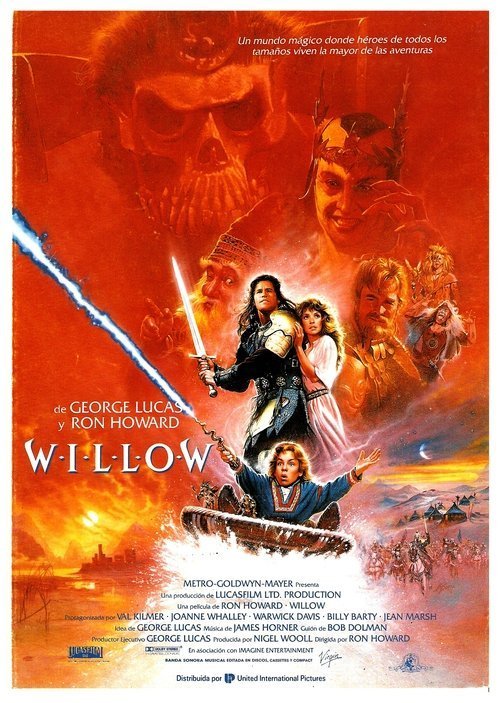 Un mundo mágico donde héroes de todos los
tamaños viven la mayor de las aventuras
de GEORGE LUCAS
y RON HOWARD
W·I·L·L·O·W
METRO-GOLDWYN-MAYER Presenta
Una producción de LUCASFILM LTD. PRODUCTION
Una película de RON HOWARD · WILLOW
Protagonizada por VAL KILMER · JOANNE WHALLEY · WARWICK DAVIS · BILLY BARTY · JEAN MARSH
Idea de GEORGE LUCAS Música de JAMES HORNER Guión de BOB DOLMAN
Productor Ejecutivo GEORGE LUCAS Producida por NIGEL WOOLL Dirigida por RON HOWARD
En asociación con IMAGINE ENTERTAINMENT
DOLBY STEREO
BANDA SONORA MUSICAL EDITADA EN DISCOS, CASSETTES Y COMPACT
Virgin
Distribuida por United International Pictures